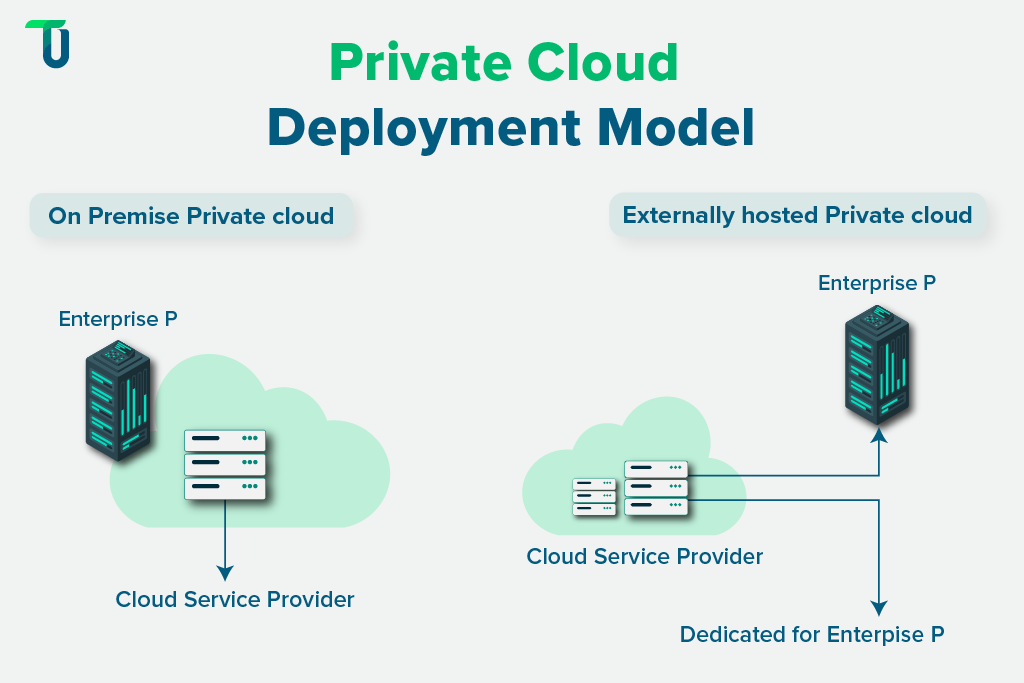 TU
Private Cloud
Deployment Model
On Premise Private cloud
Externally hosted Private cloud
Enterprise P
Enterprise P
Cloud Service Provider
Cloud Service Provider
Dedicated for Enterpise P